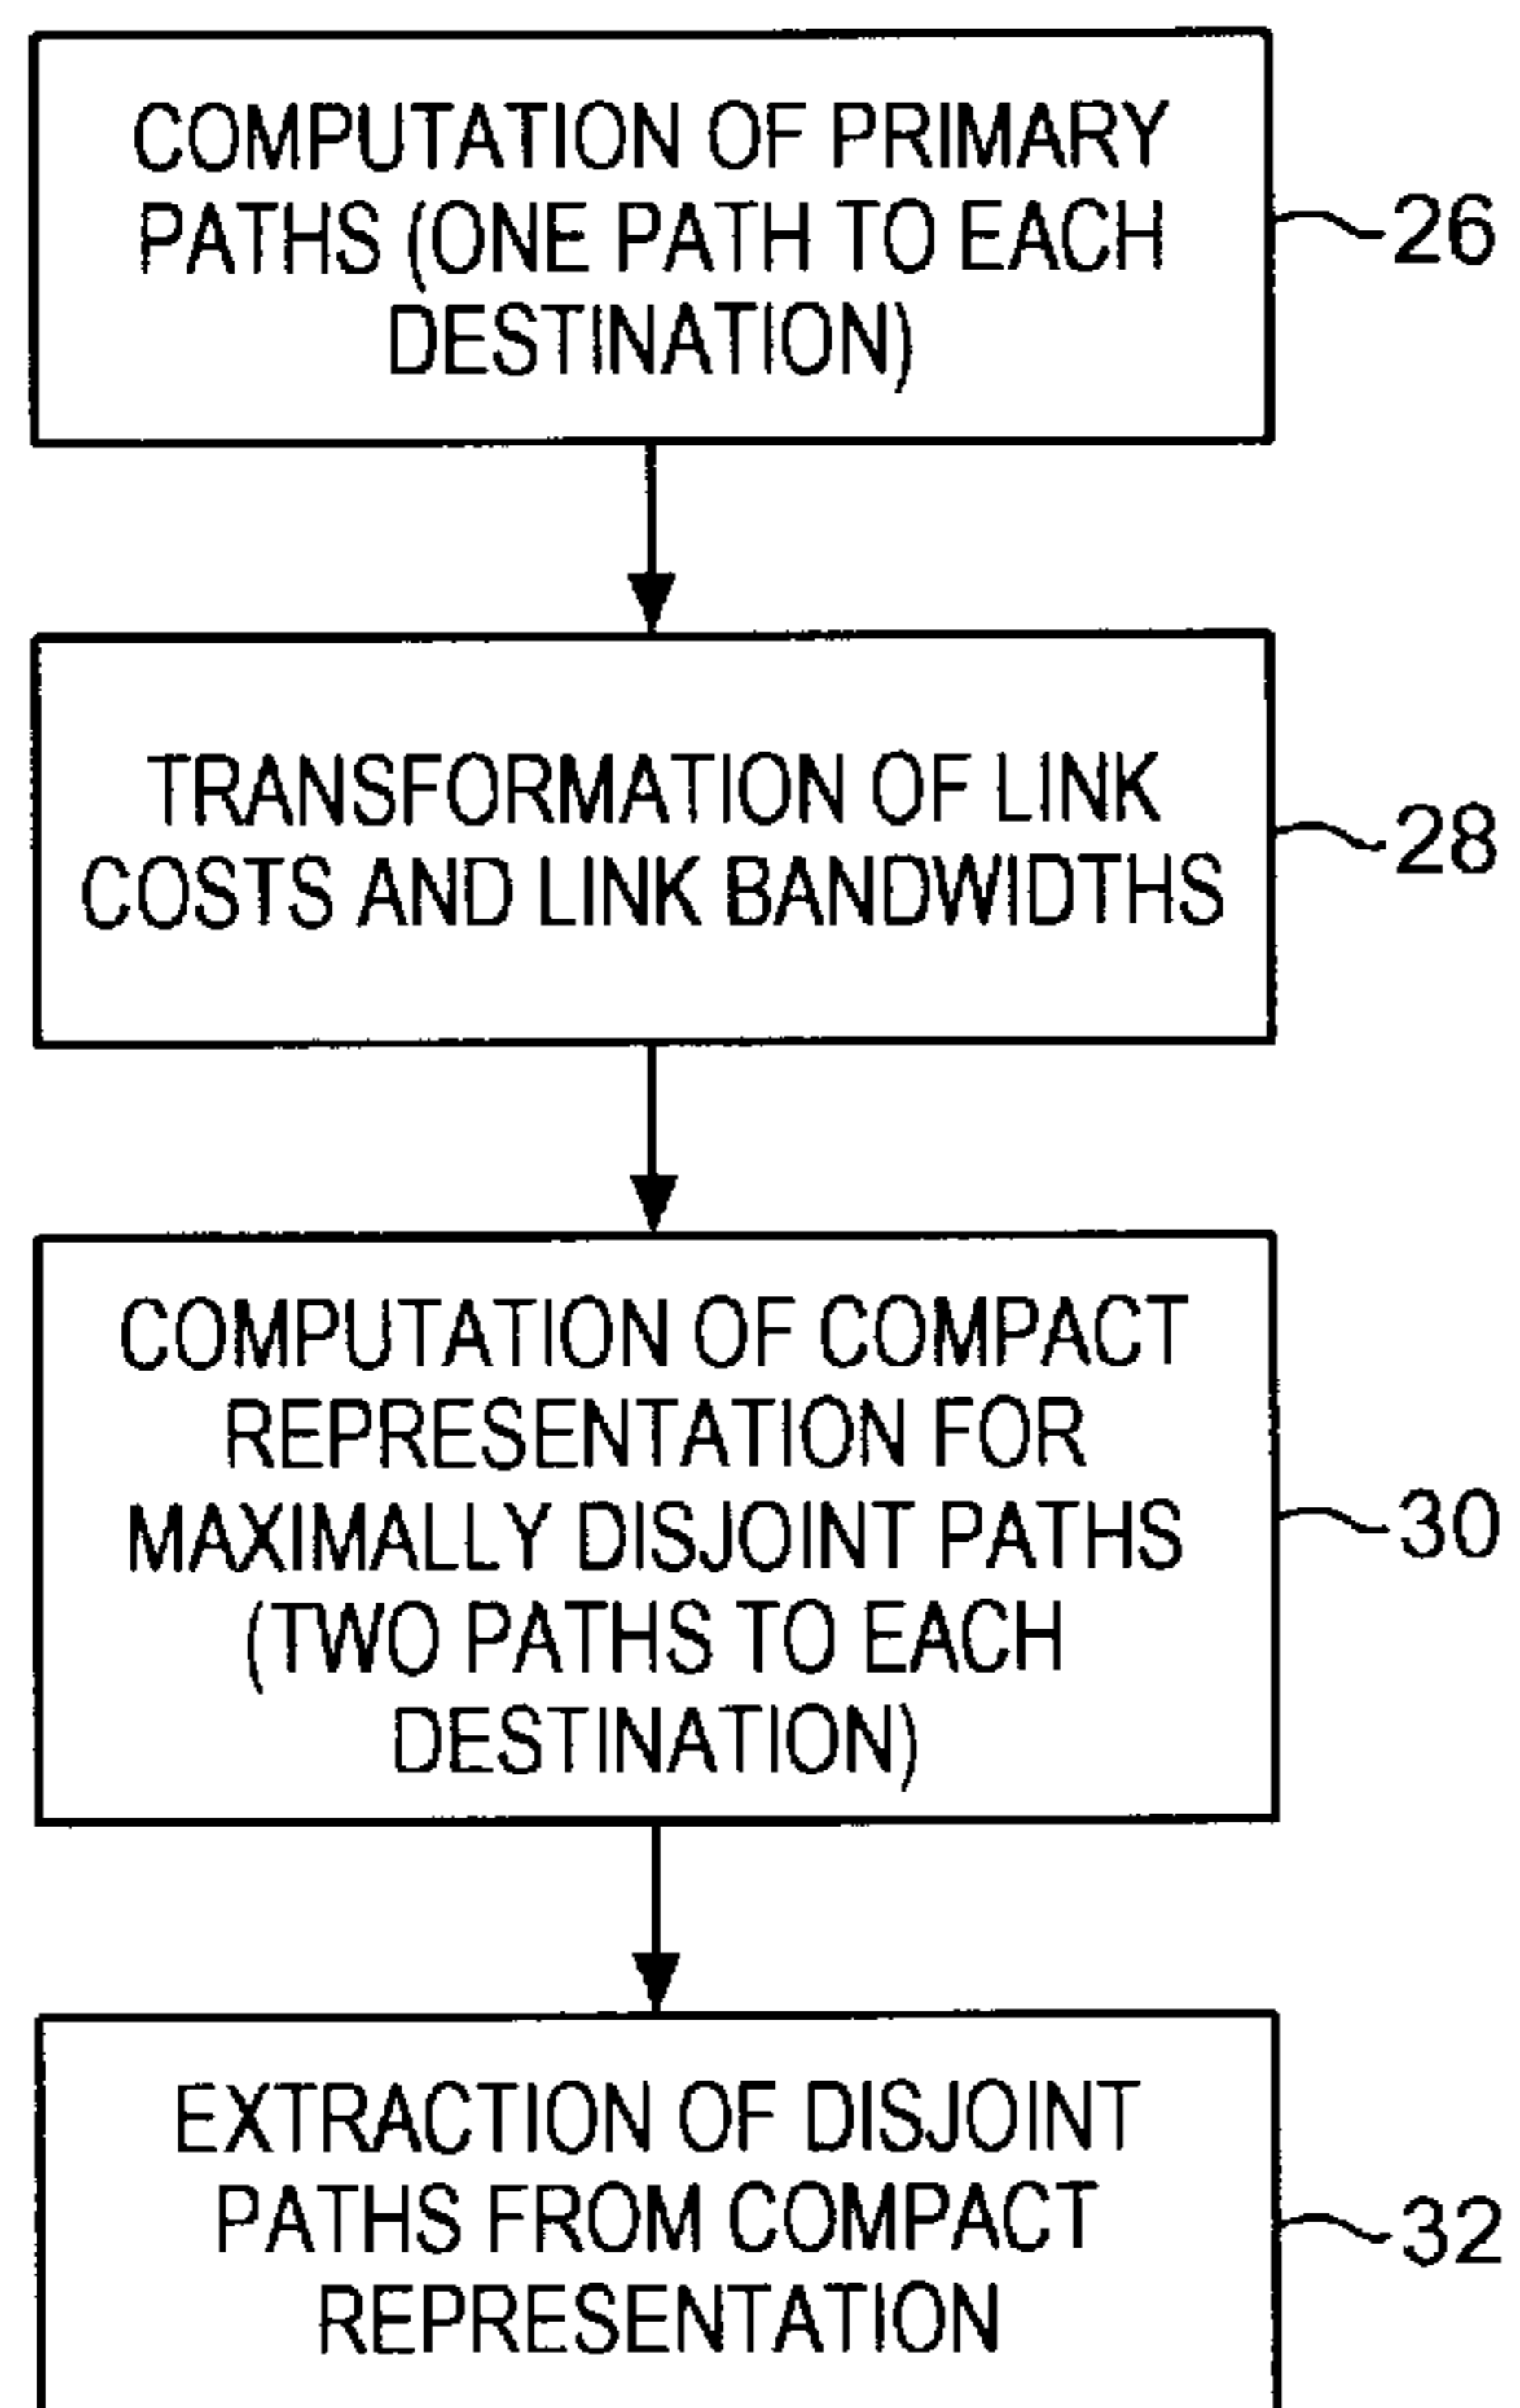 COMPUTATION OF PRIMARY
PATHS (ONE PATH TO EACH
DESTINATION)
26
TRANSFORMATION OF LINK
COSTS AND LINK BANDWIDTHS
28
COMPUTATION OF COMPACT
REPRESENTATION FOR
MAXIMALLY DISJOINT PATHS
(TWO PATHS TO EACH
DESTINATION)
30
EXTRACTION OF DISJOINT
PATHS FROM COMPACT
REPRESENTATION
32